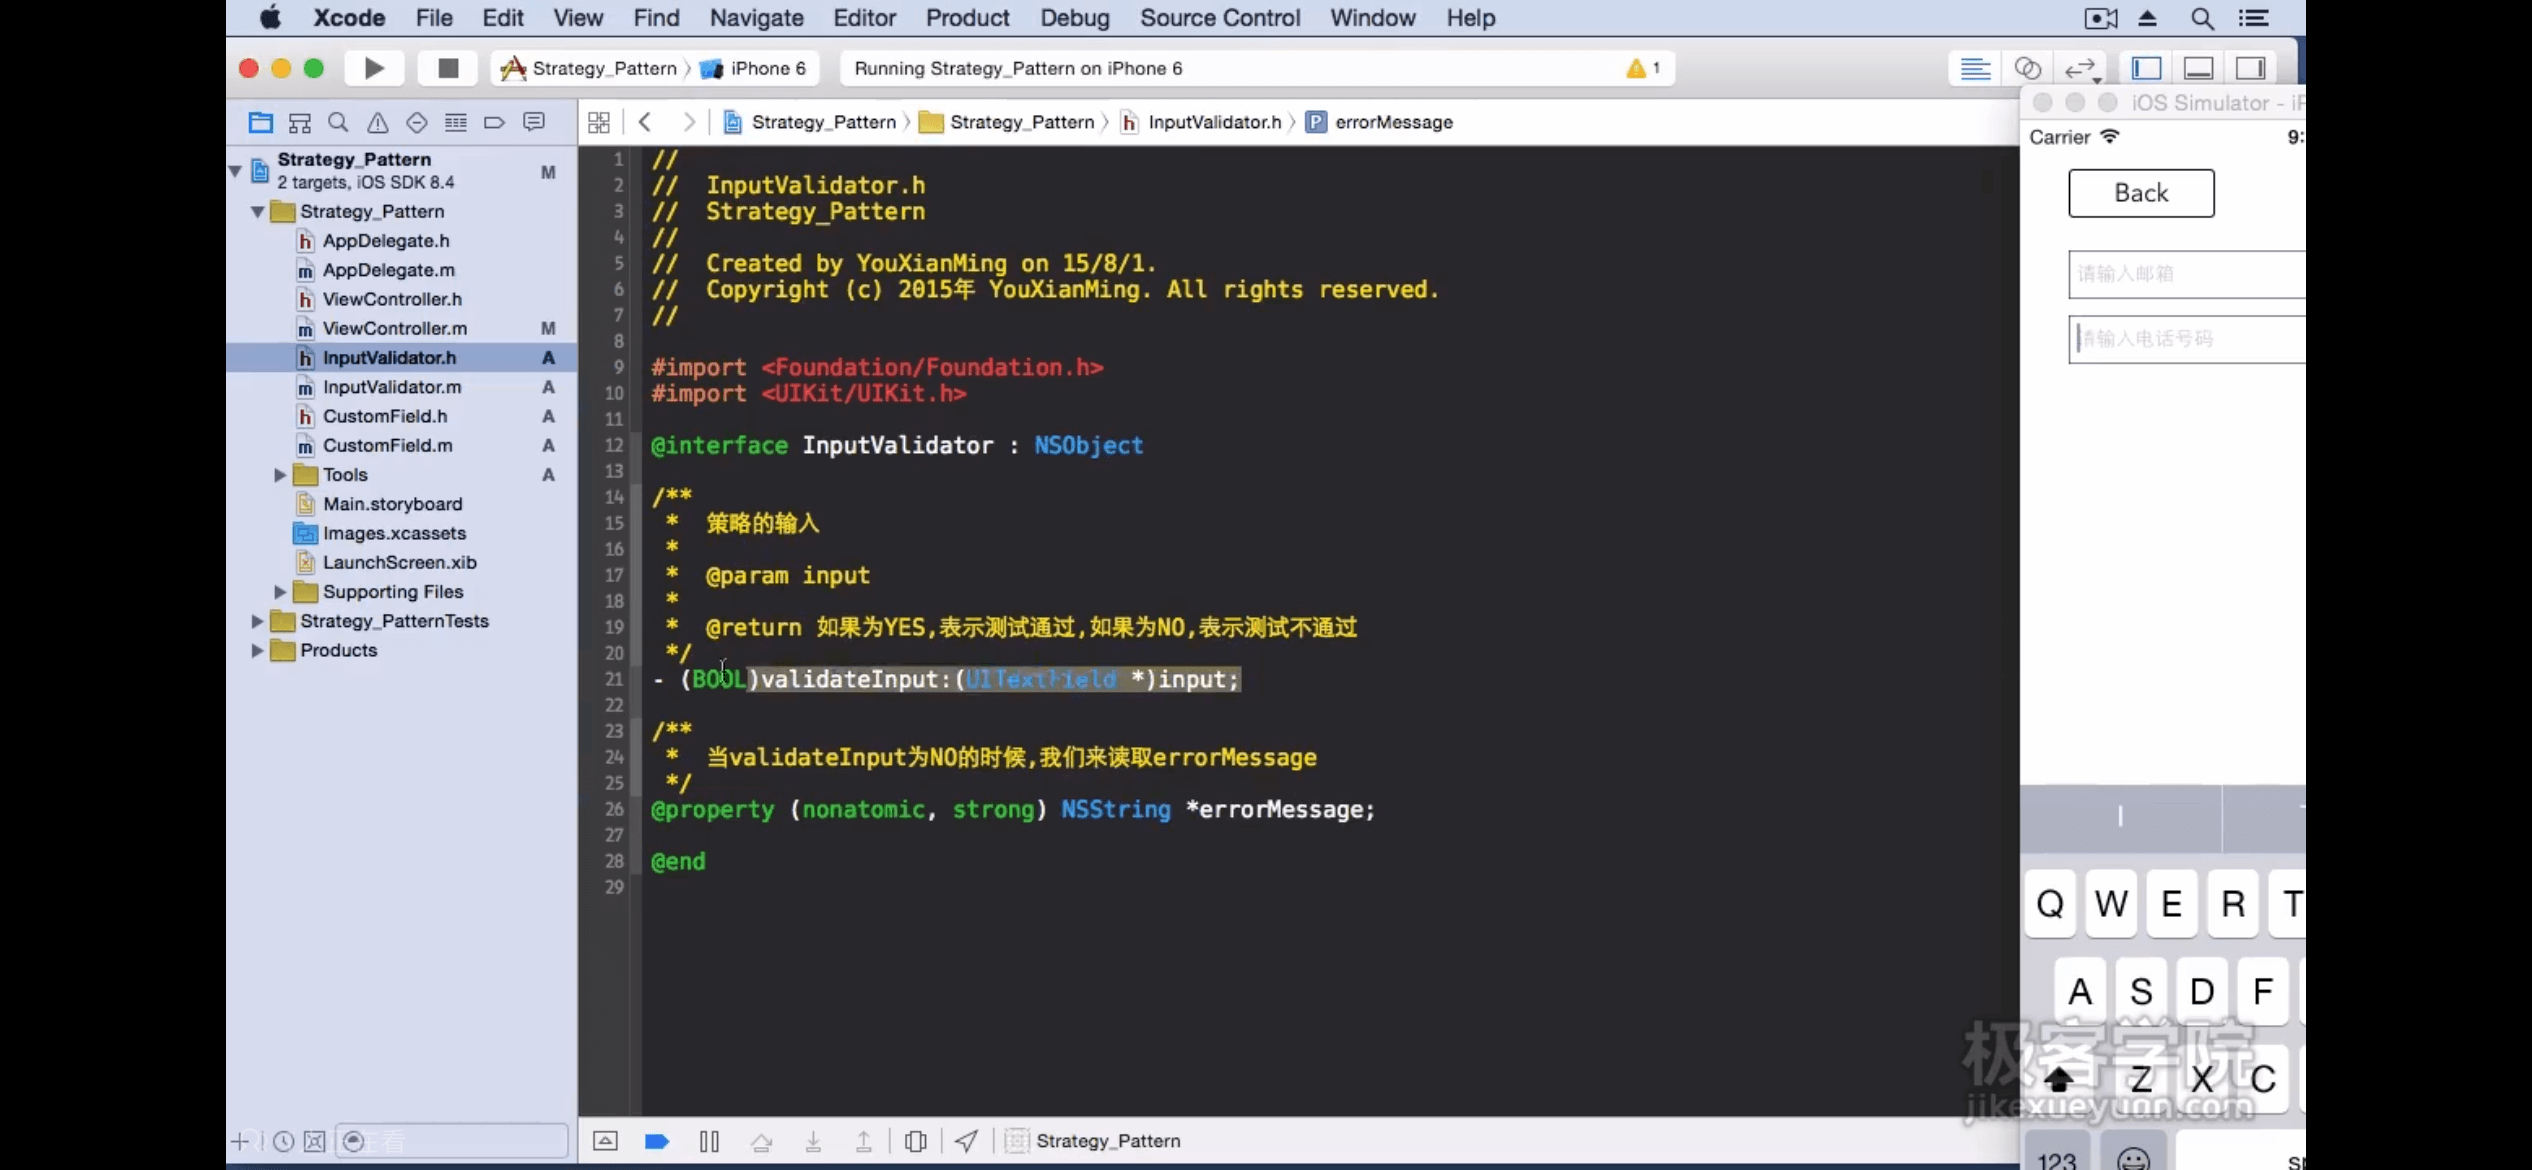 Xcode File Edit View Find Navigate Editor Product Debug Source Control Window Help
Strategy_Pattern iPhone 6
Running Strategy_Pattern on iPhone 6
1
Strategy_Pattern
2 targets, iOS SDK 8.4
M
Strategy_Pattern
AppDelegate.h
AppDelegate.m
ViewController.h
ViewController.m M
InputValidator.h A
InputValidator.m A
CustomField.h A
CustomField.m A
Tools A
Main.storyboard
Images.xcassets
LaunchScreen.xib
Supporting Files
Strategy_PatternTests
Products
Strategy_Pattern Strategy_Pattern InputValidator.h errorMessage
1 //
2 // InputValidator.h
3 // Strategy_Pattern
4 //
5 // Created by YouXianMing on 15/8/1.
6 // Copyright (c) 2015年 YouXianMing. All rights reserved.
7 //
8
9 #import <Foundation/Foundation.h>
10 #import <UIKit/UIKit.h>
11
12 @interface InputValidator : NSObject
13
14 /**
15 * 策略的输入
16 *
17 * @param input
18 *
19 * @return 如果为YES,表示测试通过,如果为NO,表示测试不通过
20 */
21 - (BOOL)validateInput:(UITextField *)input;
22
23 /**
24 * 当validateInput为NO的时候,我们来读取errorMessage
25 */
26 @property (nonatomic, strong) NSString *errorMessage;
27
28 @end
29
Strategy_Pattern
iOS Simulator - iP
Carrier 9:
Back
请输入邮箱
请输入电话号码
I
Q W E R T
A S D F
Z X C
123
极客学院
jikexueyuan.com